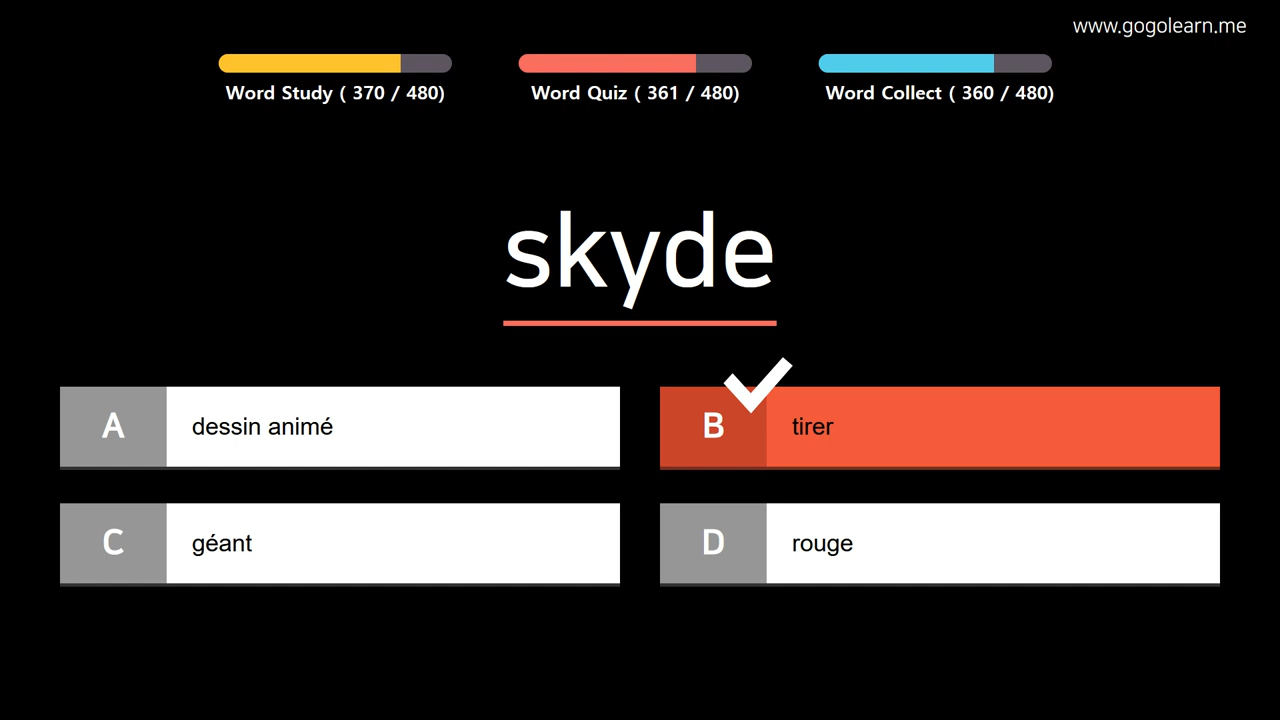 www.gogolearn.me
Word Study ( 370 / 480)
Word Quiz ( 361 / 480)
Word Collect ( 360 / 480)
skyde
A dessin animé
B tirer
C géant
D rouge